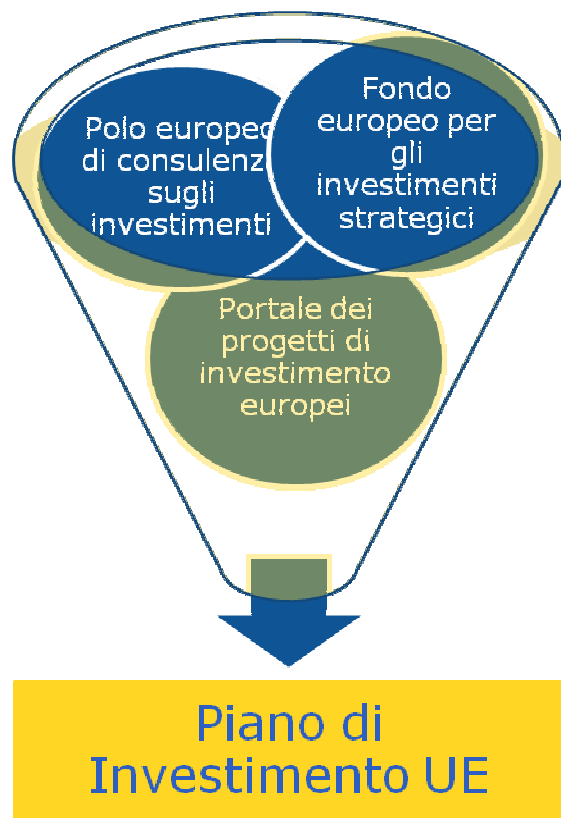 Polo europeo
di consulenz
sugli
investimenti
Fondo
europeo per
gli
investimenti
strategici
Portale dei
progetti di
investimento
europei
Piano di
Investimento UE